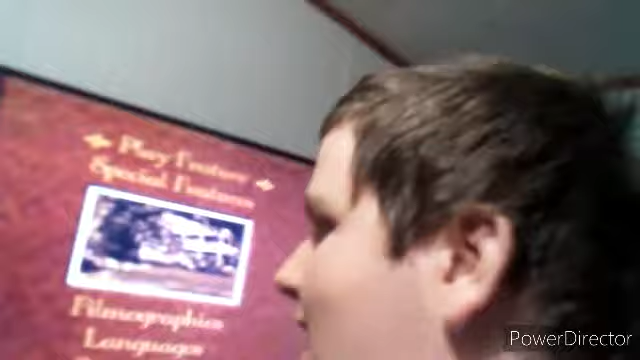 Play Feature
Special Features
Filmographies
Languages
PowerDirector